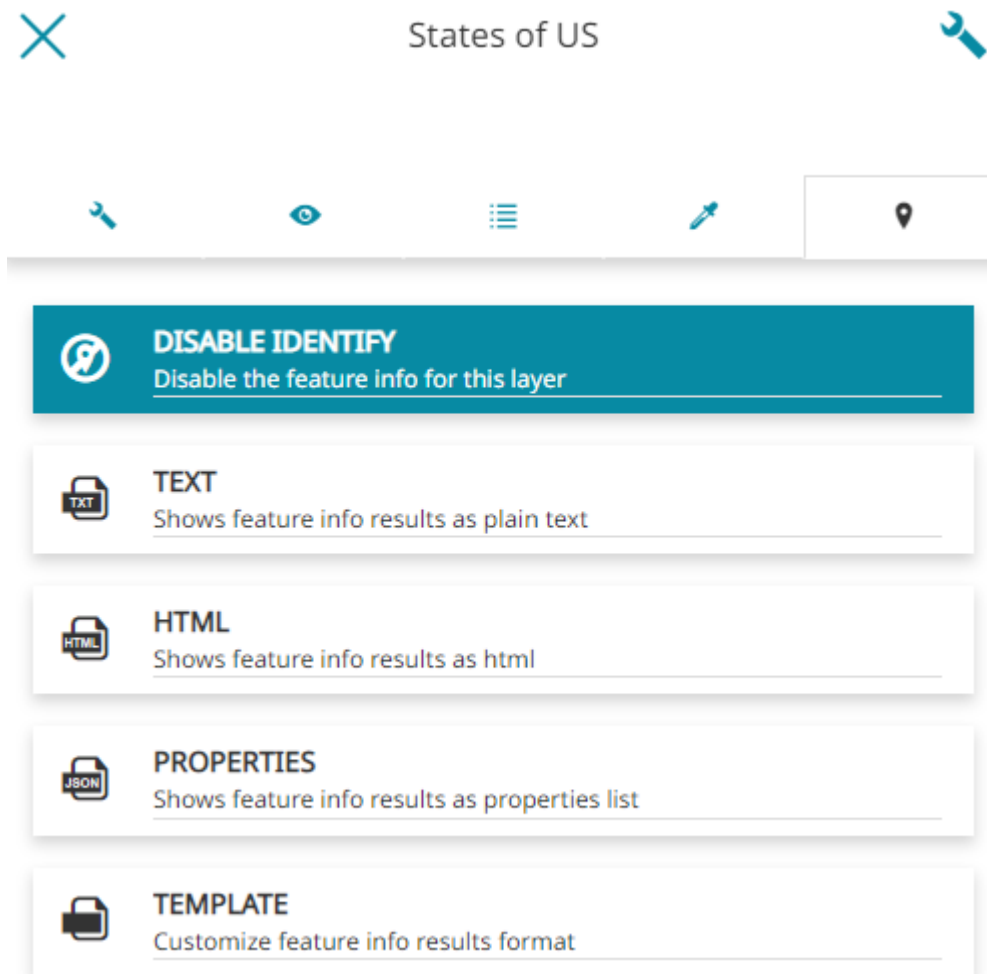 States of US
DISABLE IDENTIFY
Disable the feature info for this layer
TXT
TEXT
Shows feature info results as plain text
HTML
HTML
Shows feature info results as html
JSON
PROPERTIES
Shows feature info results as properties list
TEMPLATE
Customize feature info results format